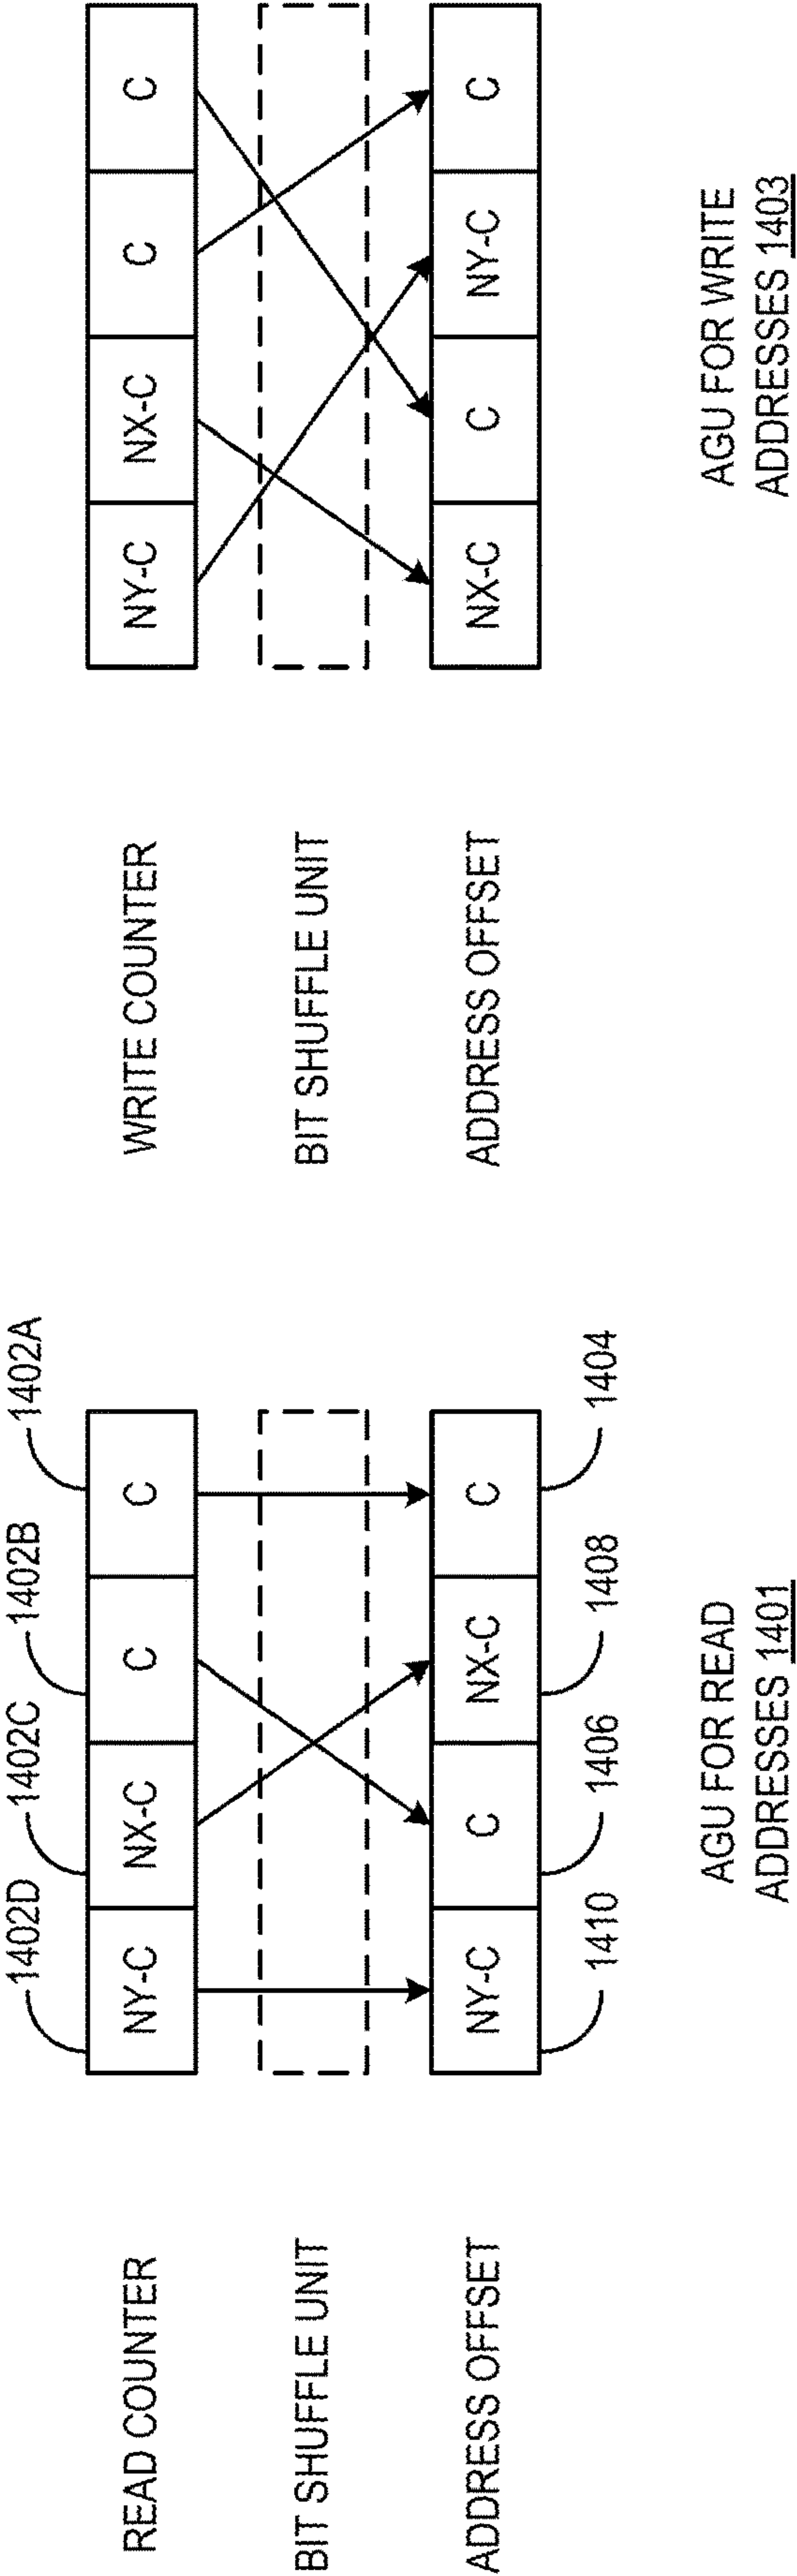 1402D 1402C 1402B 1402A
READ COUNTER NY-C NX-C C C
BIT SHUFFLE UNIT
ADDRESS OFFSET NY-C C NX-C C
1410 1406 1408 1404
AGU FOR READ
ADDRESSES 1401
WRITE COUNTER NY-C NX-C C C
BIT SHUFFLE UNIT
ADDRESS OFFSET NX-C C NY-C C
AGU FOR WRITE
ADDRESSES 1403